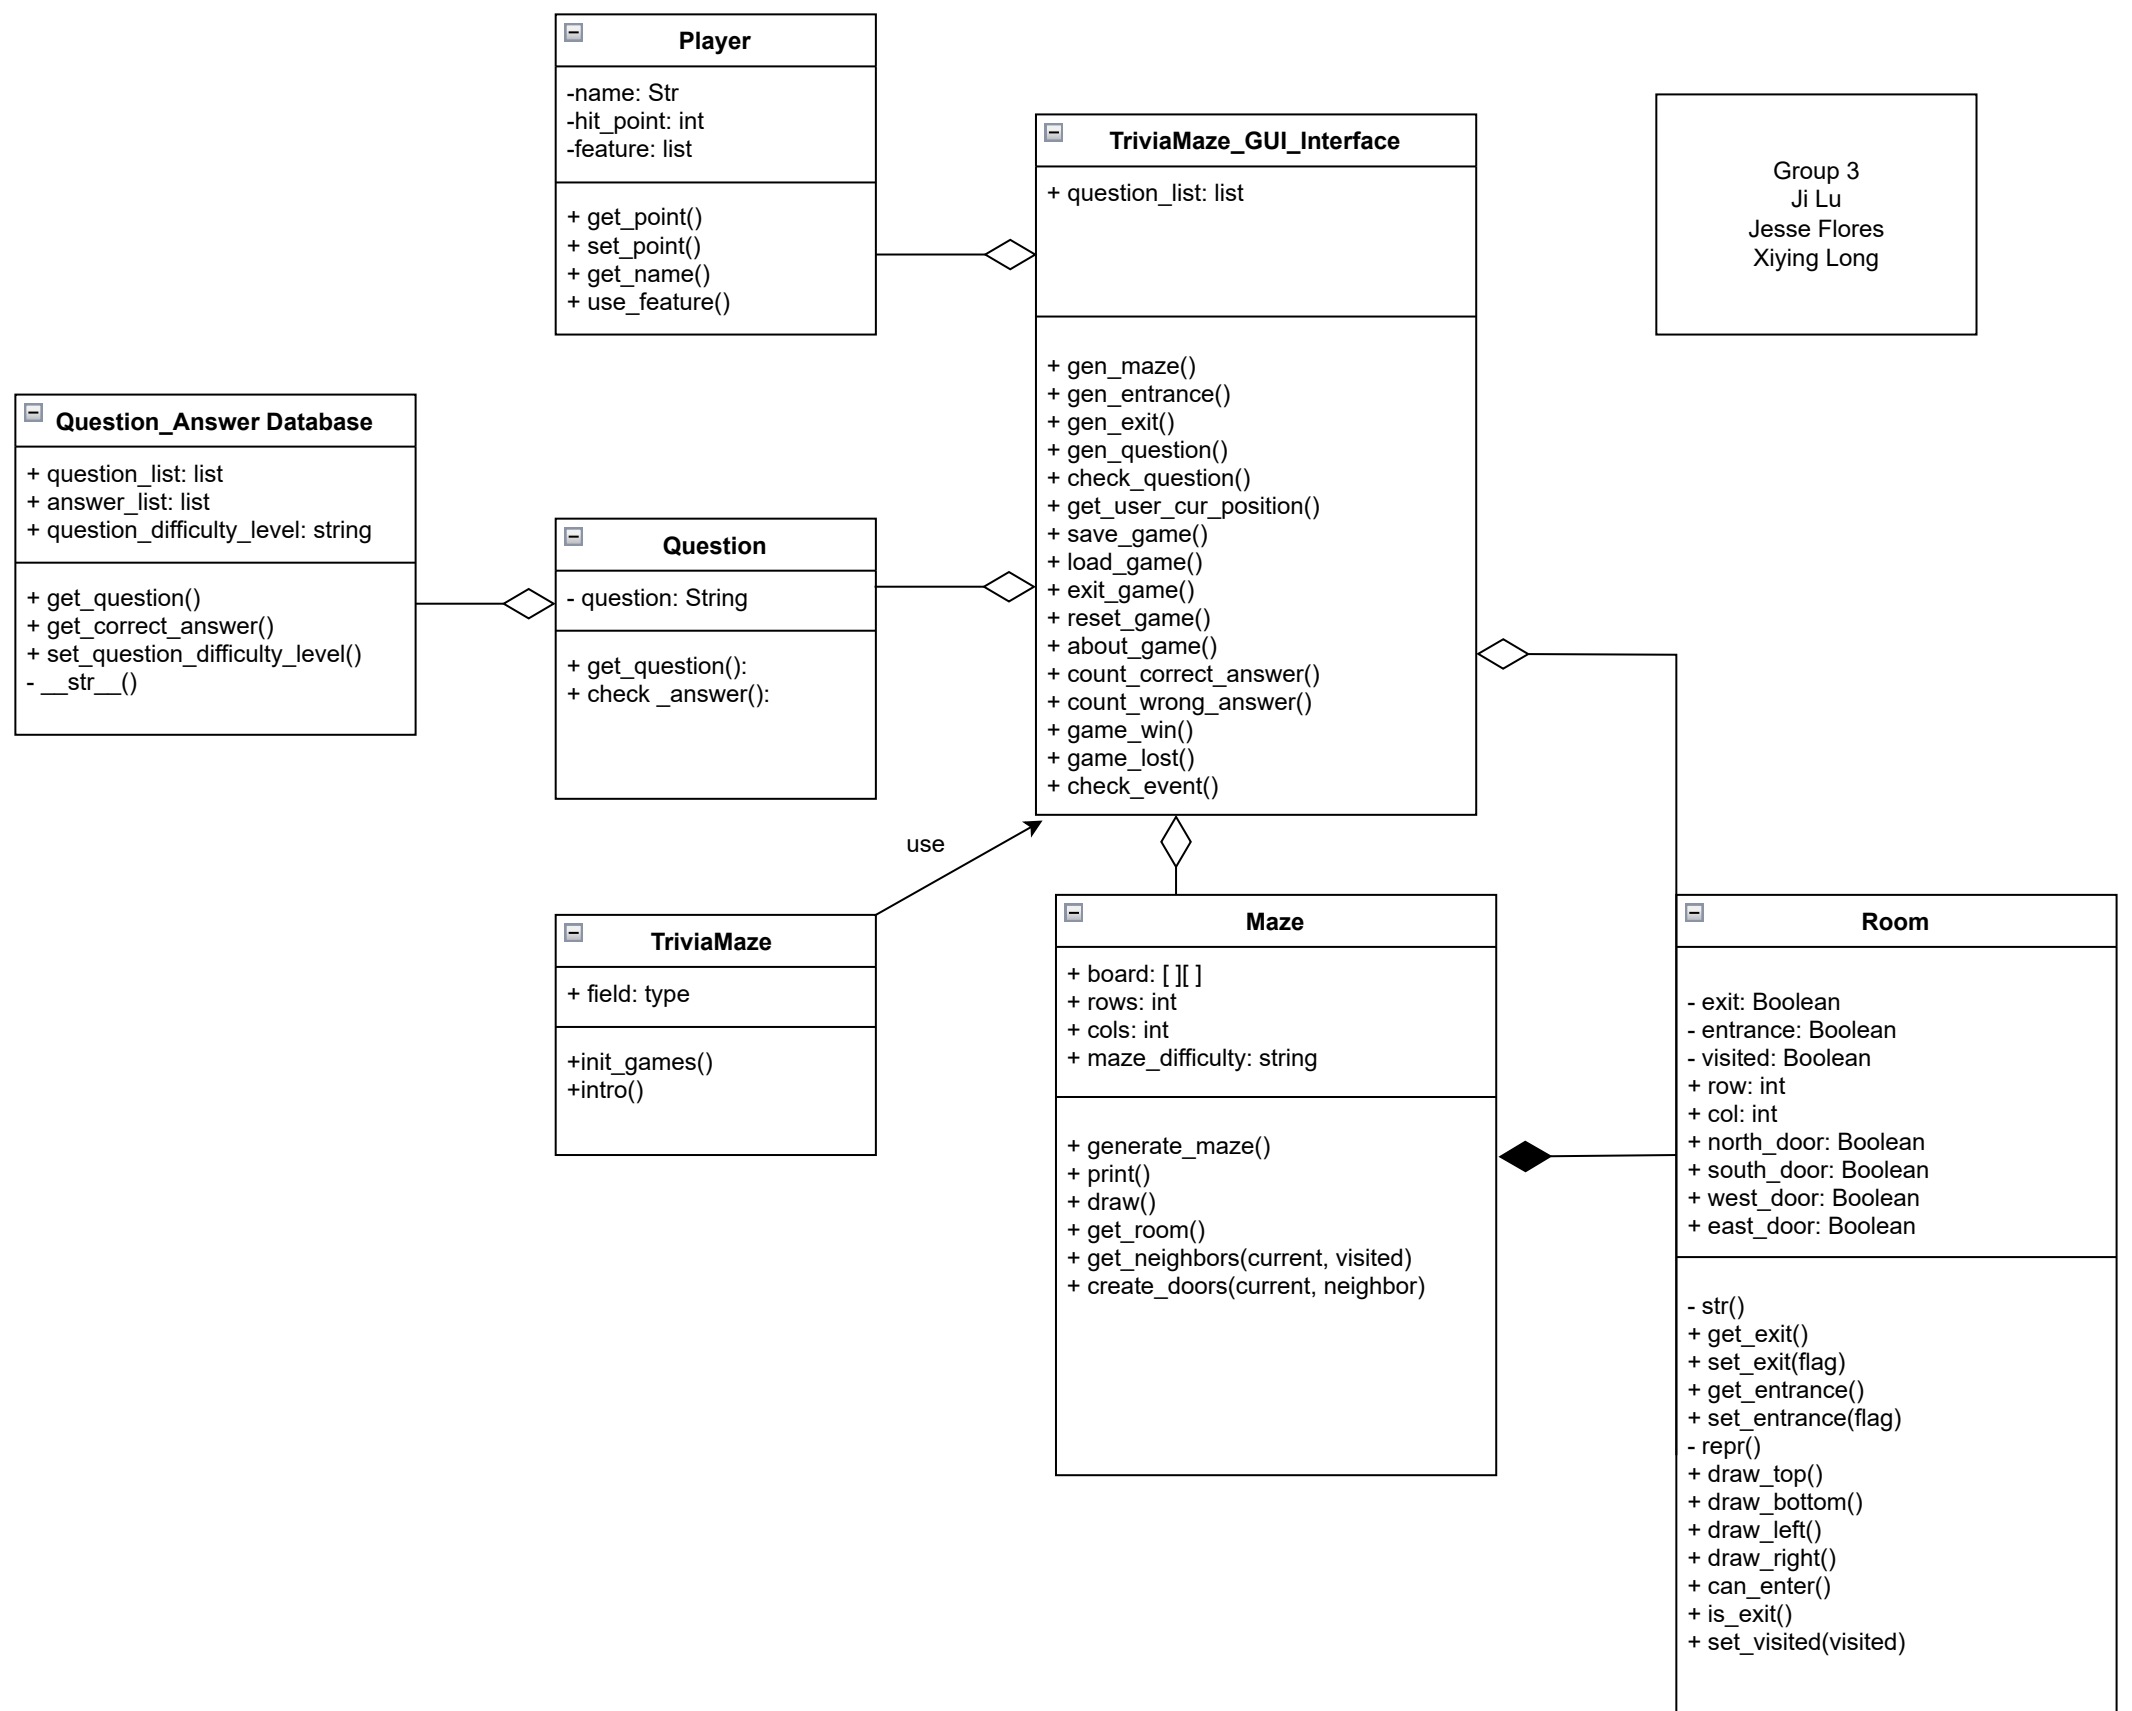 Player
-name: Str
-hit_point: int
-feature: list
+ get_point()
+ set_point()
+ get_name()
+ use_feature()
TriviaMaze_GUI_Interface
+ question_list: list
+ gen_maze()
+ gen_entrance()
+ gen_exit()
+ gen_question()
+ check_question()
+ get_user_cur_position()
+ save_game()
+ load_game()
+ exit_game()
+ reset_game()
+ about_game()
+ count_correct_answer()
+ count_wrong_answer()
+ game_win()
+ game_lost()
+ check_event()
Group 3
Ji Lu
Jesse Flores
Xiying Long
Question_Answer Database
+ question_list: list
+ answer_list: list
+ question_difficulty_level: string
+ get_question()
+ get_correct_answer()
+ set_question_difficulty_level()
- __str__()
Question
- question: String
+ get_question():
+ check _answer():
use
TriviaMaze
+ field: type
+init_games()
+intro()
Maze
+ board: [ ][ ]
+ rows: int
+ cols: int
+ maze_difficulty: string
+ generate_maze()
+ print()
+ draw()
+ get_room()
+ get_neighbors(current, visited)
+ create_doors(current, neighbor)
Room
- exit: Boolean
- entrance: Boolean
- visited: Boolean
+ row: int
+ col: int
+ north_door: Boolean
+ south_door: Boolean
+ west_door: Boolean
+ east_door: Boolean
- str()
+ get_exit()
+ set_exit(flag)
+ get_entrance()
+ set_entrance(flag)
- repr()
+ draw_top()
+ draw_bottom()
+ draw_left()
+ draw_right()
+ can_enter()
+ is_exit()
+ set_visited(visited)